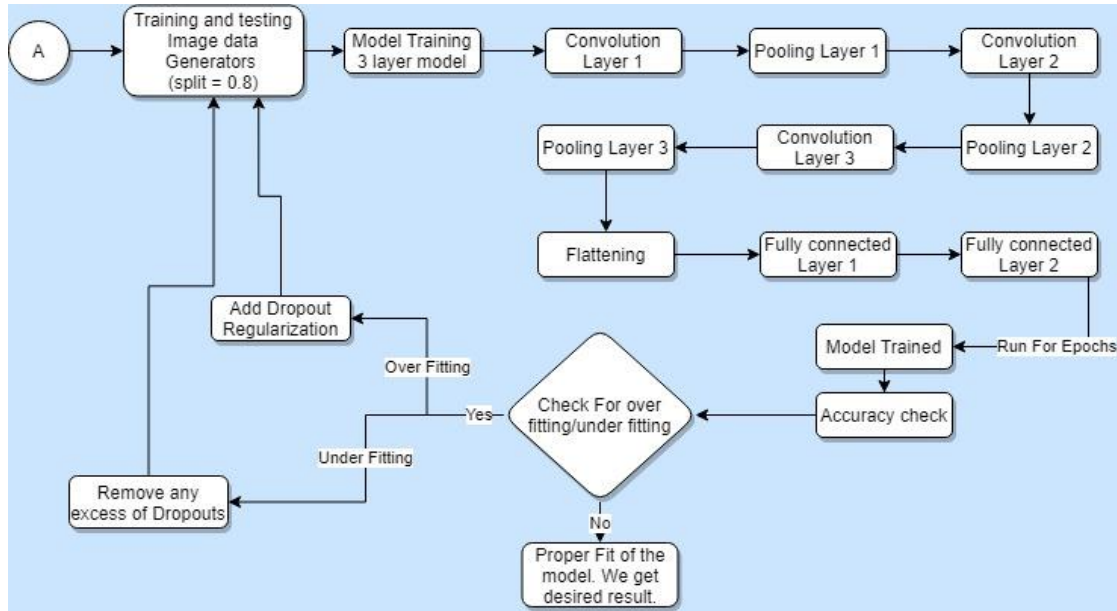 A
Training and testing
Image data
Generators
(split = 0.8)
Model Training
3 layer model
Convolution
Layer 1
Pooling Layer 1
Convolution
Layer 2
Pooling Layer 3
Convolution
Layer 3
Pooling Layer 2
Flattening
Fully connected
Layer 1
Fully connected
Layer 2
Add Dropout
Regularization
Run For Epochs
Model Trained
Over Fitting
Check For over
fitting/under fitting
Yes
Accuracy check
Under Fitting
Remove any
excess of Dropouts
No
Proper Fit of the
model. We get
desired result.